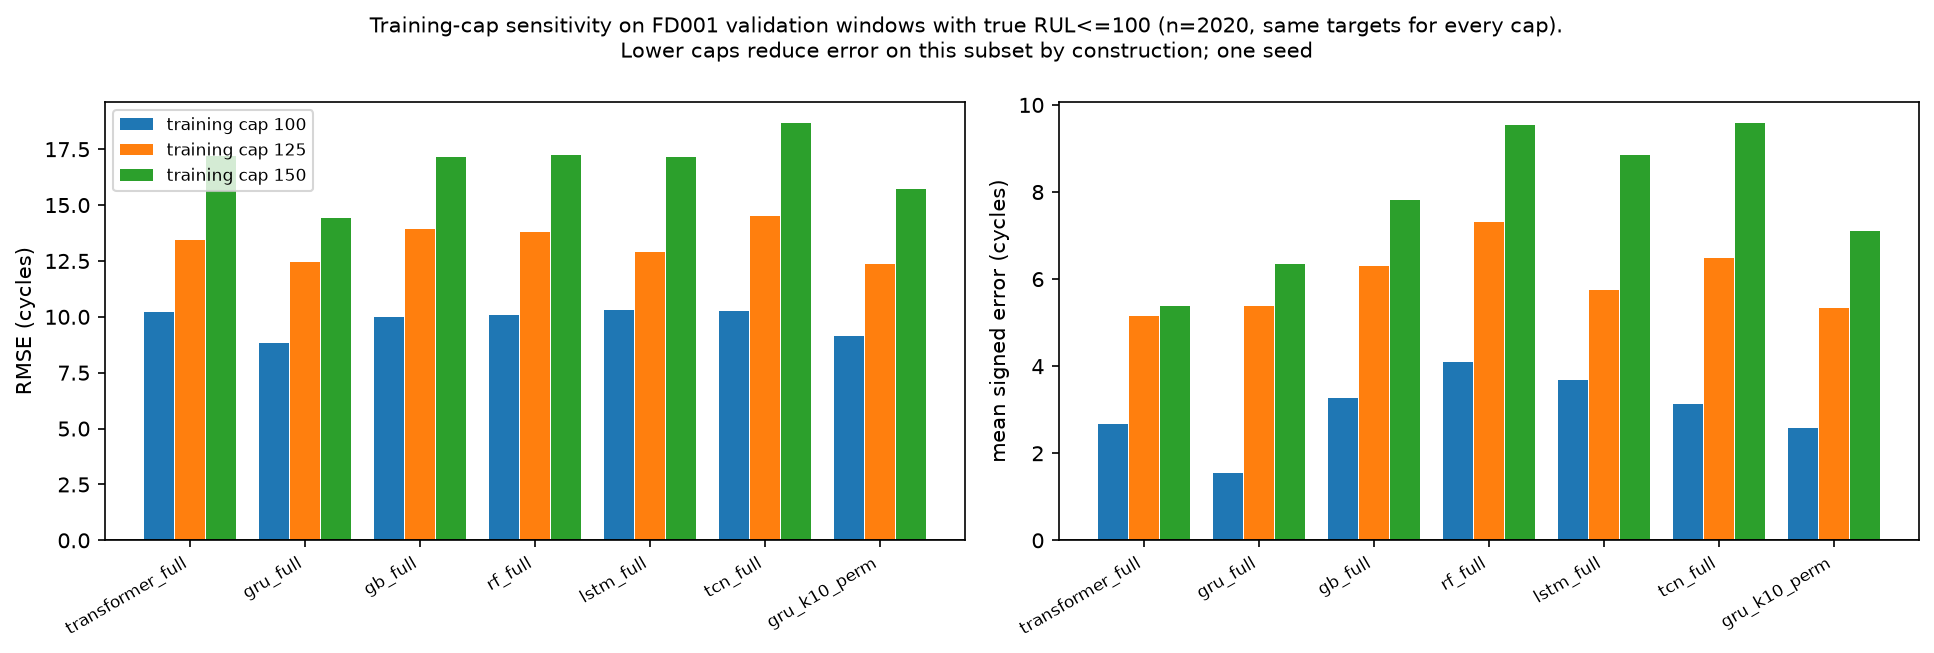 Training-cap sensitivity on FD001 validation windows with true RUL<=100 (n=2020, same targets for every cap).
Lower caps reduce error on this subset by construction; one seed
RMSE (cycles)
17.5
15.0
12.5
10.0
7.5
5.0
2.5
0.0
training cap 100
training cap 125
training cap 150
transformer_full
gru_full
gb_full
rf_full
lstm_full
tcn_full
gru_k10_perm
mean signed error (cycles)
10
8
6
4
2
0
transformer_full
gru_full
gb_full
rf_full
lstm_full
tcn_full
gru_k10_perm